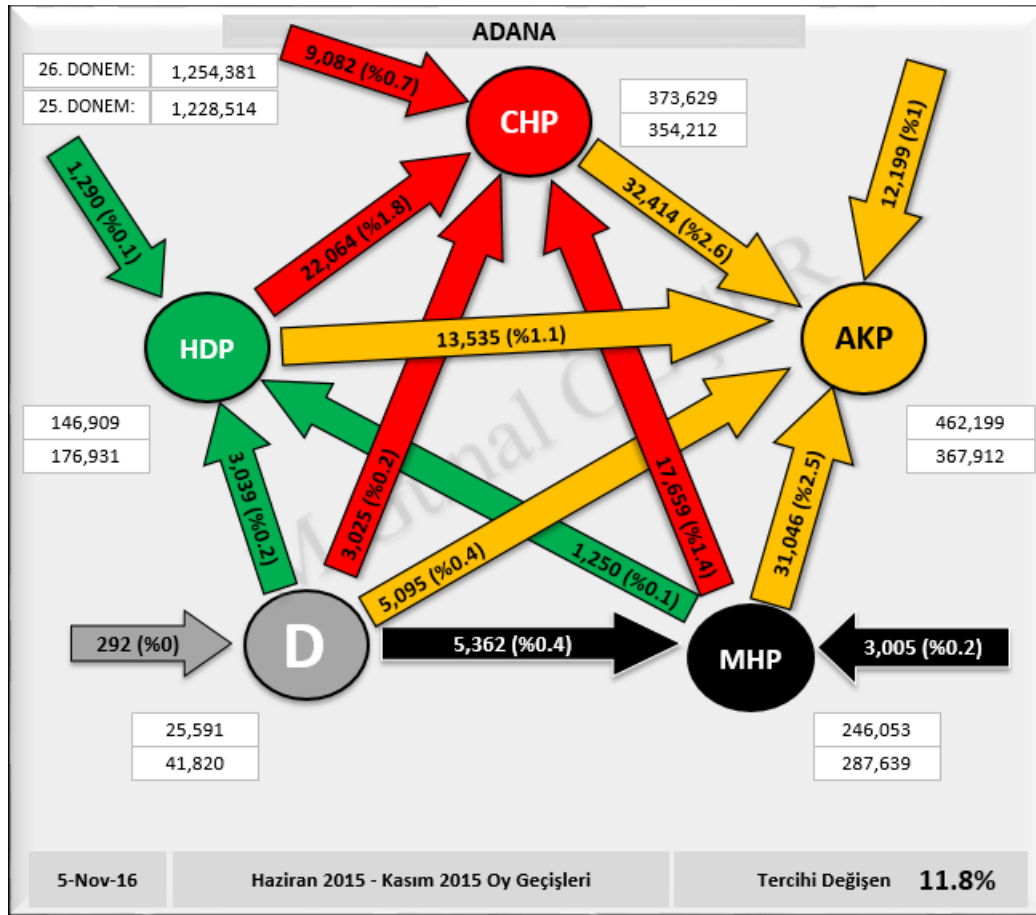 ADANA
26. DONEM: 1,254,381
25. DONEM: 1,228,514
9,082 (%0.7)
CHP
373,629
354,212
12,199 (%1)
1,290 (%0.1)
22,064 (%1.8)
32,414 (%2.6)
HDP
13,535 (%1.1)
AKP
146,909
176,931
462,199
367,912
3,039 (%0.2)
3,025 (%0.2)
17,659 (%1.4)
31,046 (%2.5)
5,095 (%0.4)
1,250 (%0.1)
292 (%0)
D
5,362 (%0.4)
MHP
3,005 (%0.2)
25,591
41,820
246,053
287,639
5-Nov-16
Haziran 2015 - Kasım 2015 Oy Geçişleri
Tercihi Değişen 11.8%